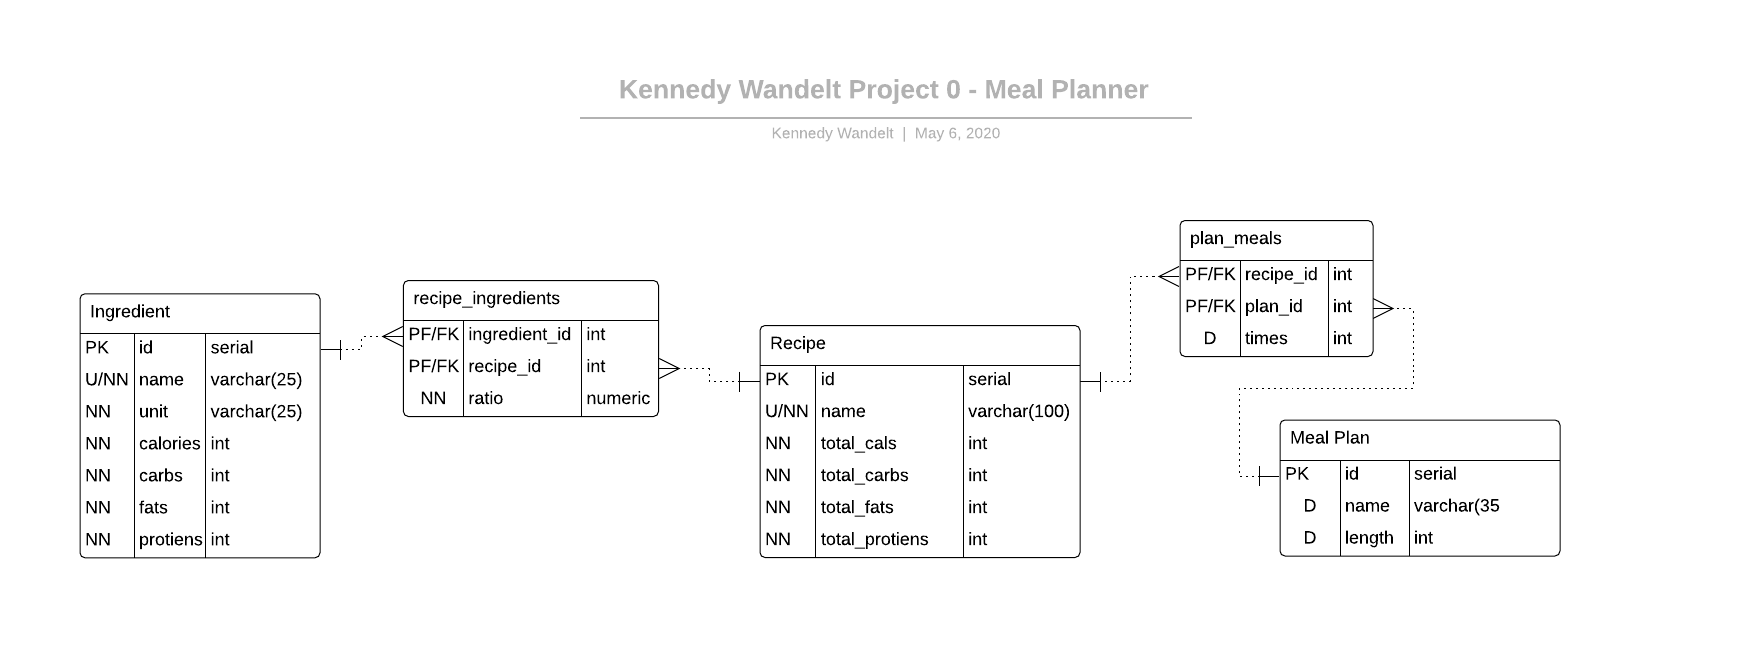 Kennedy Wandelt Project 0 - Meal Planner
Kennedy Wandelt | May 6, 2020
Ingredient
PK id serial
U/NN name varchar(25)
NN unit varchar(25)
NN calories int
NN carbs int
NN fats int
NN protiens int
recipe_ingredients
PF/FK ingredient_id int
PF/FK recipe_id int
NN ratio numeric
Recipe
PK id serial
U/NN name varchar(100)
NN total_cals int
NN total_carbs int
NN total_fats int
NN total_protiens int
plan_meals
PF/FK recipe_id int
PF/FK plan_id int
D times int
Meal Plan
PK id serial
D name varchar(35
D length int